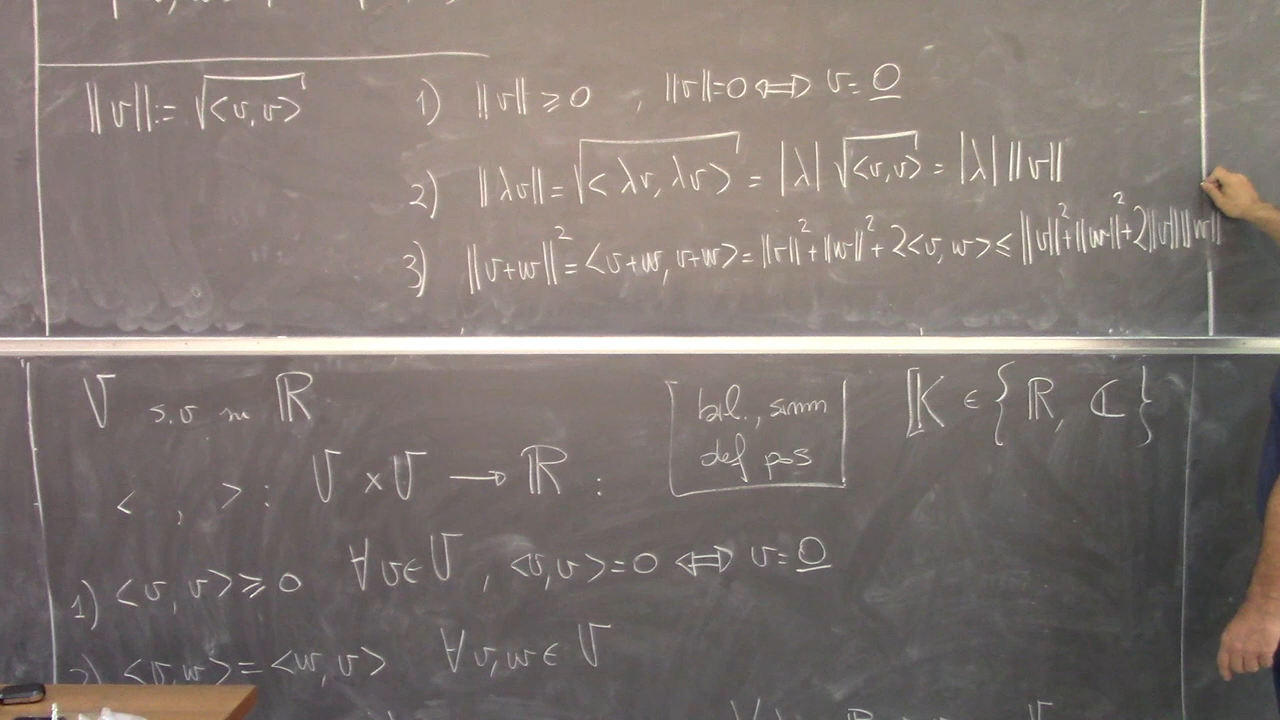 ‖v‖:= √<v,v> 1) ‖v‖ ≥ 0 , ‖v‖=0 ⟺ v=0
2) ‖λv‖ = √<λv, λv> = |λ| √<v,v> = |λ| ‖v‖
3) ‖v+w‖² = <v+w, v+w> = ‖v‖²+‖w‖²+2<v,w> ≤ ‖v‖²+‖w‖²+2‖v‖‖w‖
V s.v in ℝ
bil., simm
def pos
𝕂 ∈ {ℝ, ℂ}
< , >: V × V ⟶ ℝ :
1) <v,v> ≥ 0 ∀v∈V , <v,v>=0 ⟺ v=0
2) <v,w>=<w,v> ∀v,w∈V